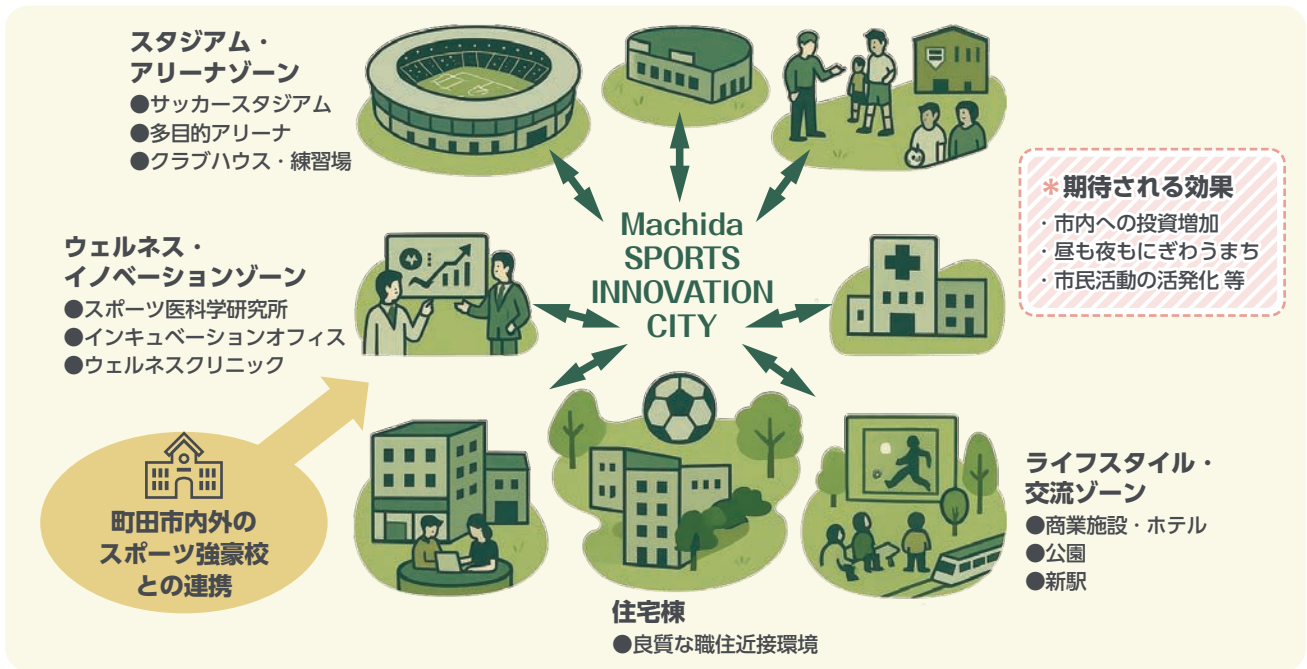 スタジアム・
アリーナゾーン
●サッカースタジアム
●多目的アリーナ
●クラブハウス・練習場
ウェルネス・
イノベーションゾーン
●スポーツ医科学研究所
●インキュベーションオフィス
●ウェルネスクリニック
町田市内外の
スポーツ強豪校
との連携
Machida
SPORTS
INNOVATION
CITY
*期待される効果
・市内への投資増加
・昼も夜もにぎわうまち
・市民活動の活発化 等
ライフスタイル・
交流ゾーン
●商業施設・ホテル
●公園
●新駅
住宅棟
●良質な職住近接環境